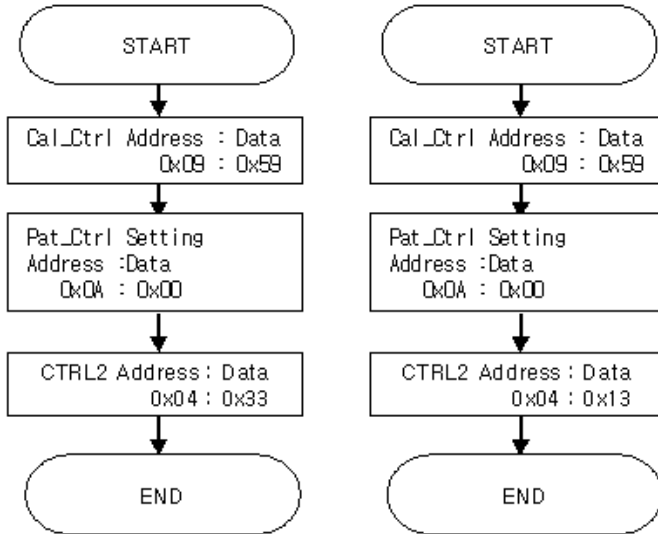 START
Cal_Ctrl Address : Data
0x09 : 0x59
Pat_Ctrl Setting
Address :Data
0x0A : 0x00
CTRL2 Address : Data
0x04 : 0x33
END
START
Cal_Ctrl Address : Data
0x09 : 0x59
Pat_Ctrl Setting
Address :Data
0x0A : 0x00
CTRL2 Address : Data
0x04 : 0x13
END